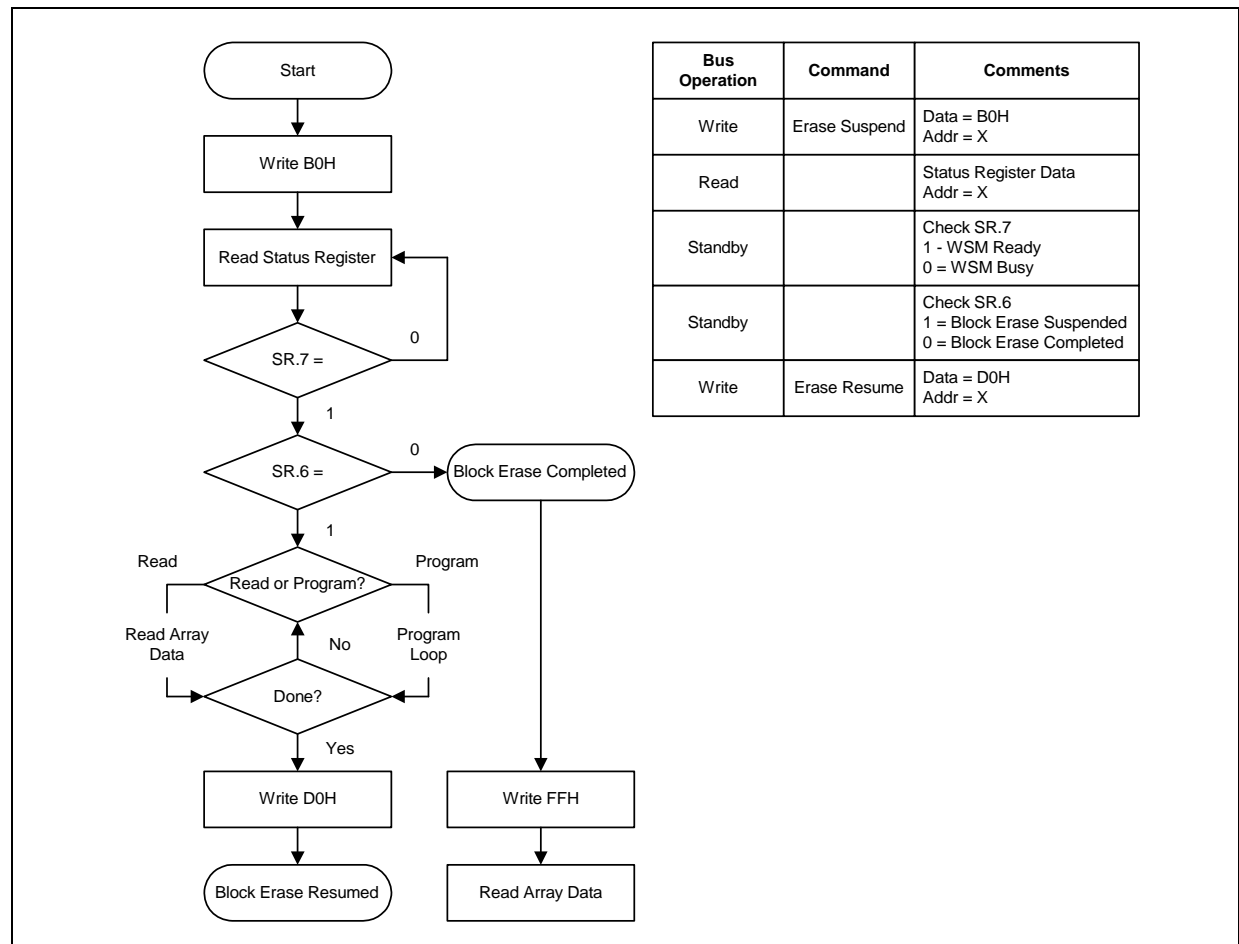 Start
Write B0H
Read Status Register
0
SR.7 =
1
0
SR.6 =
Block Erase Completed
1
Read
Program
Read or Program?
Read Array
Data
No
Program
Loop
Done?
Yes
Write D0H
Write FFH
Block Erase Resumed
Read Array Data
Bus
Operation
Command
Comments
Write
Erase Suspend
Data = B0H
Addr = X
Read
Status Register Data
Addr = X
Standby
Check SR.7
1 - WSM Ready
0 = WSM Busy
Standby
Check SR.6
1 = Block Erase Suspended
0 = Block Erase Completed
Write
Erase Resume
Data = D0H
Addr = X